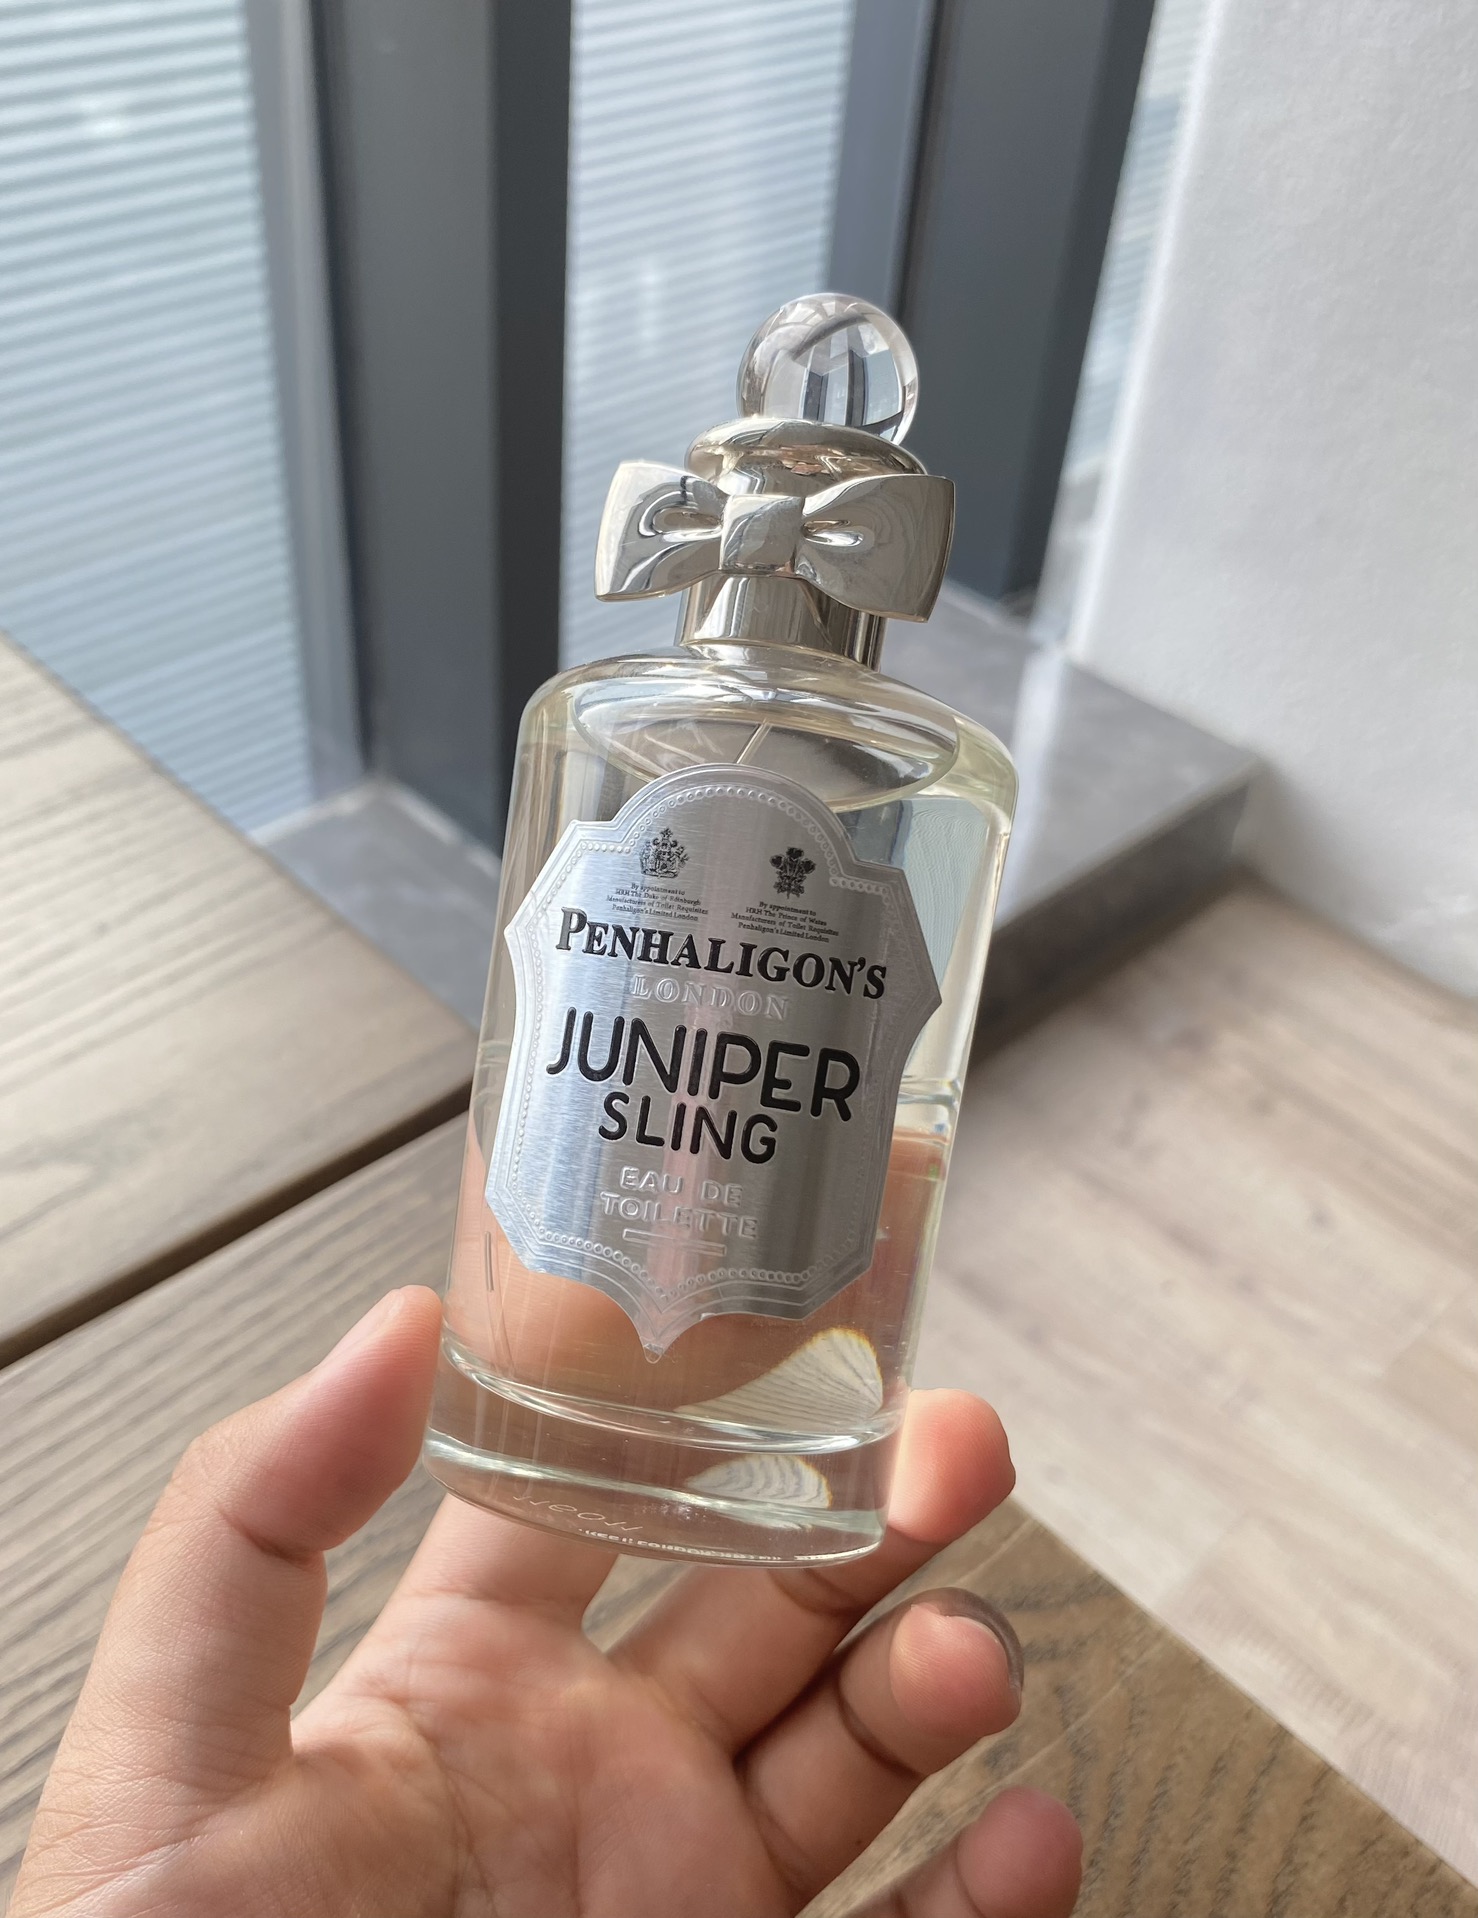 By appointment to
HRH The Duke of Edinburgh
Manufacturers of Toilet Requisites
Penhaligon's Limited London
By appointment to
HRH The Prince of Wales
Manufacturers of Toilet Requisites
Penhaligon's Limited London
PENHALIGON'S
LONDON
JUNIPER
SLING
EAU DE
TOILETTE